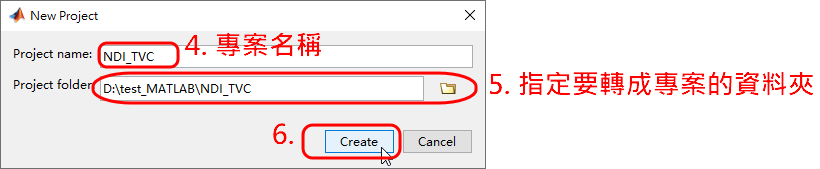 New Project
Project name: NDI_TVC 4. 專案名稱
Project folder D:\test_MATLAB\NDI_TVC 5. 指定要轉成專案的資料夾
6. Create Cancel